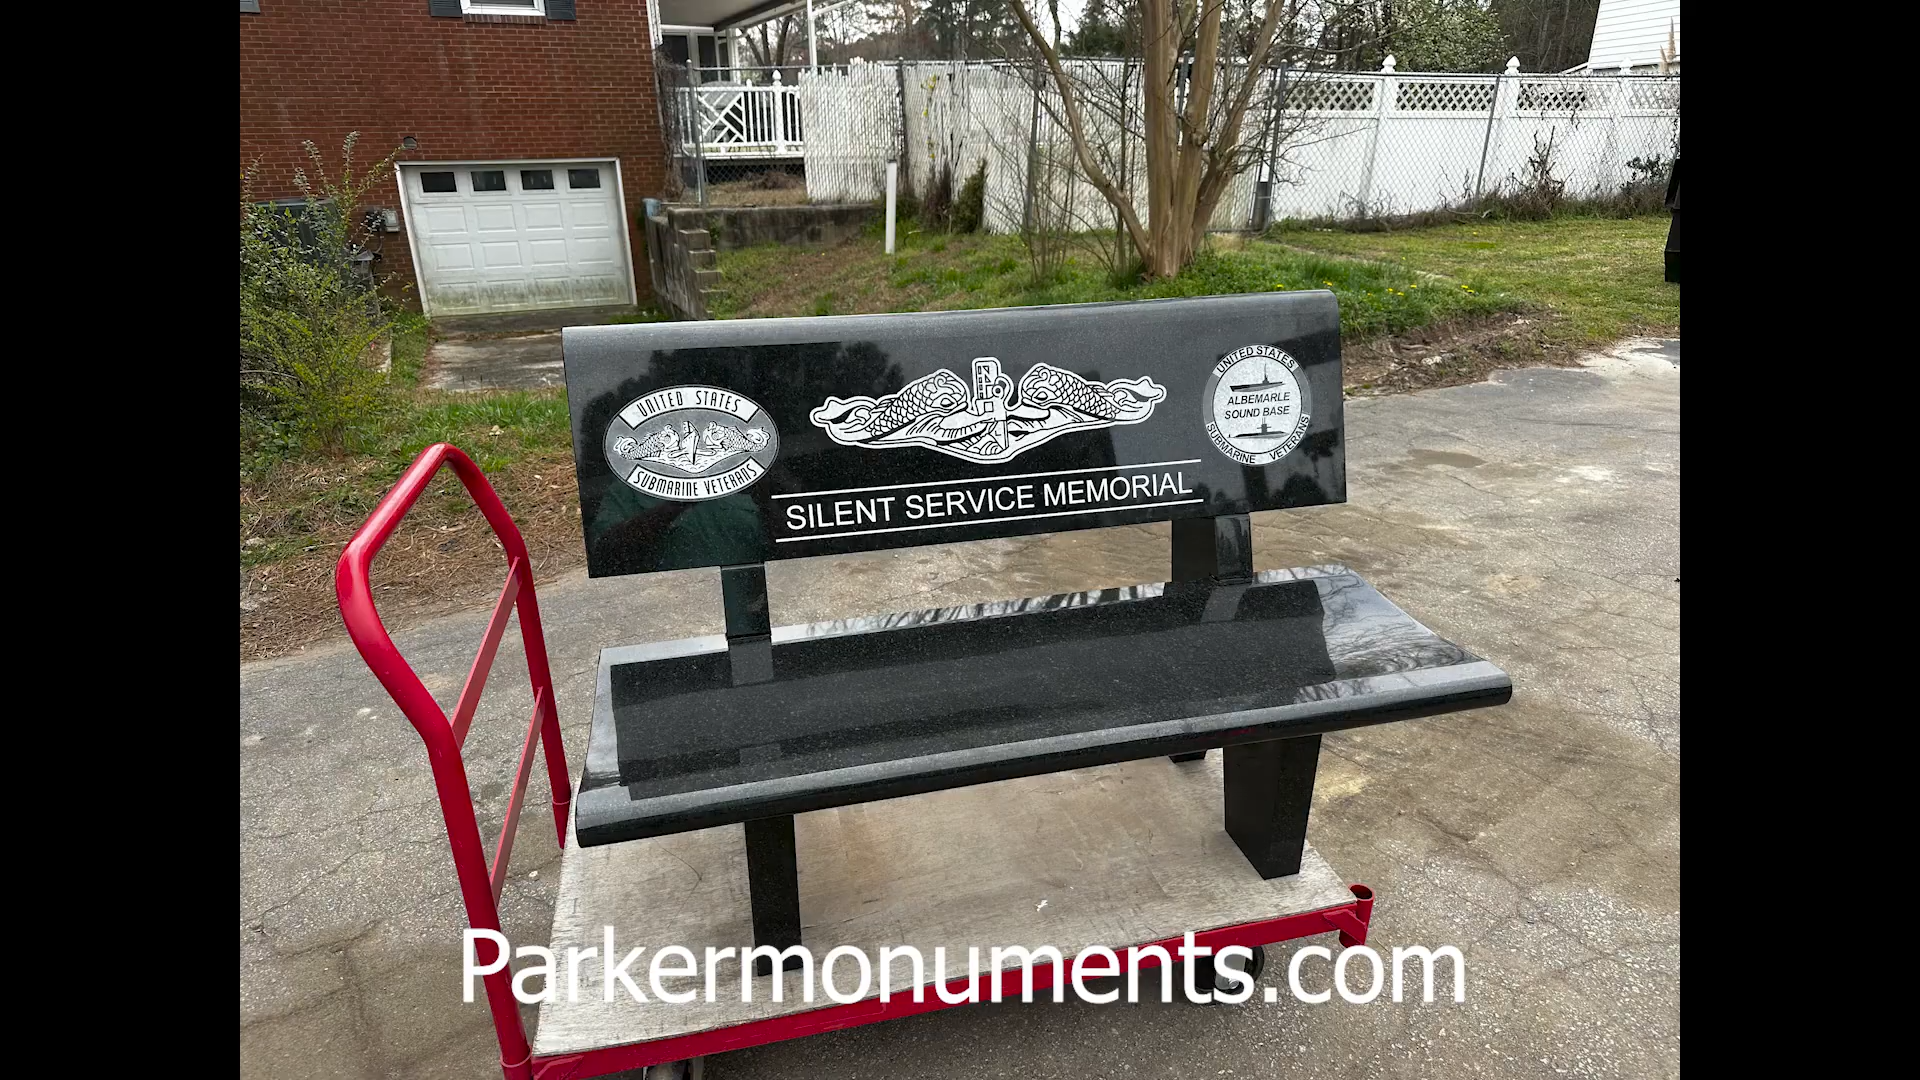 UNITED STATES
SUBMARINE VETERANS
SILENT SERVICE MEMORIAL
UNITED STATES
ALBEMARLE
SOUND BASE
SUBMARINE VETERANS
Parkermonuments.com